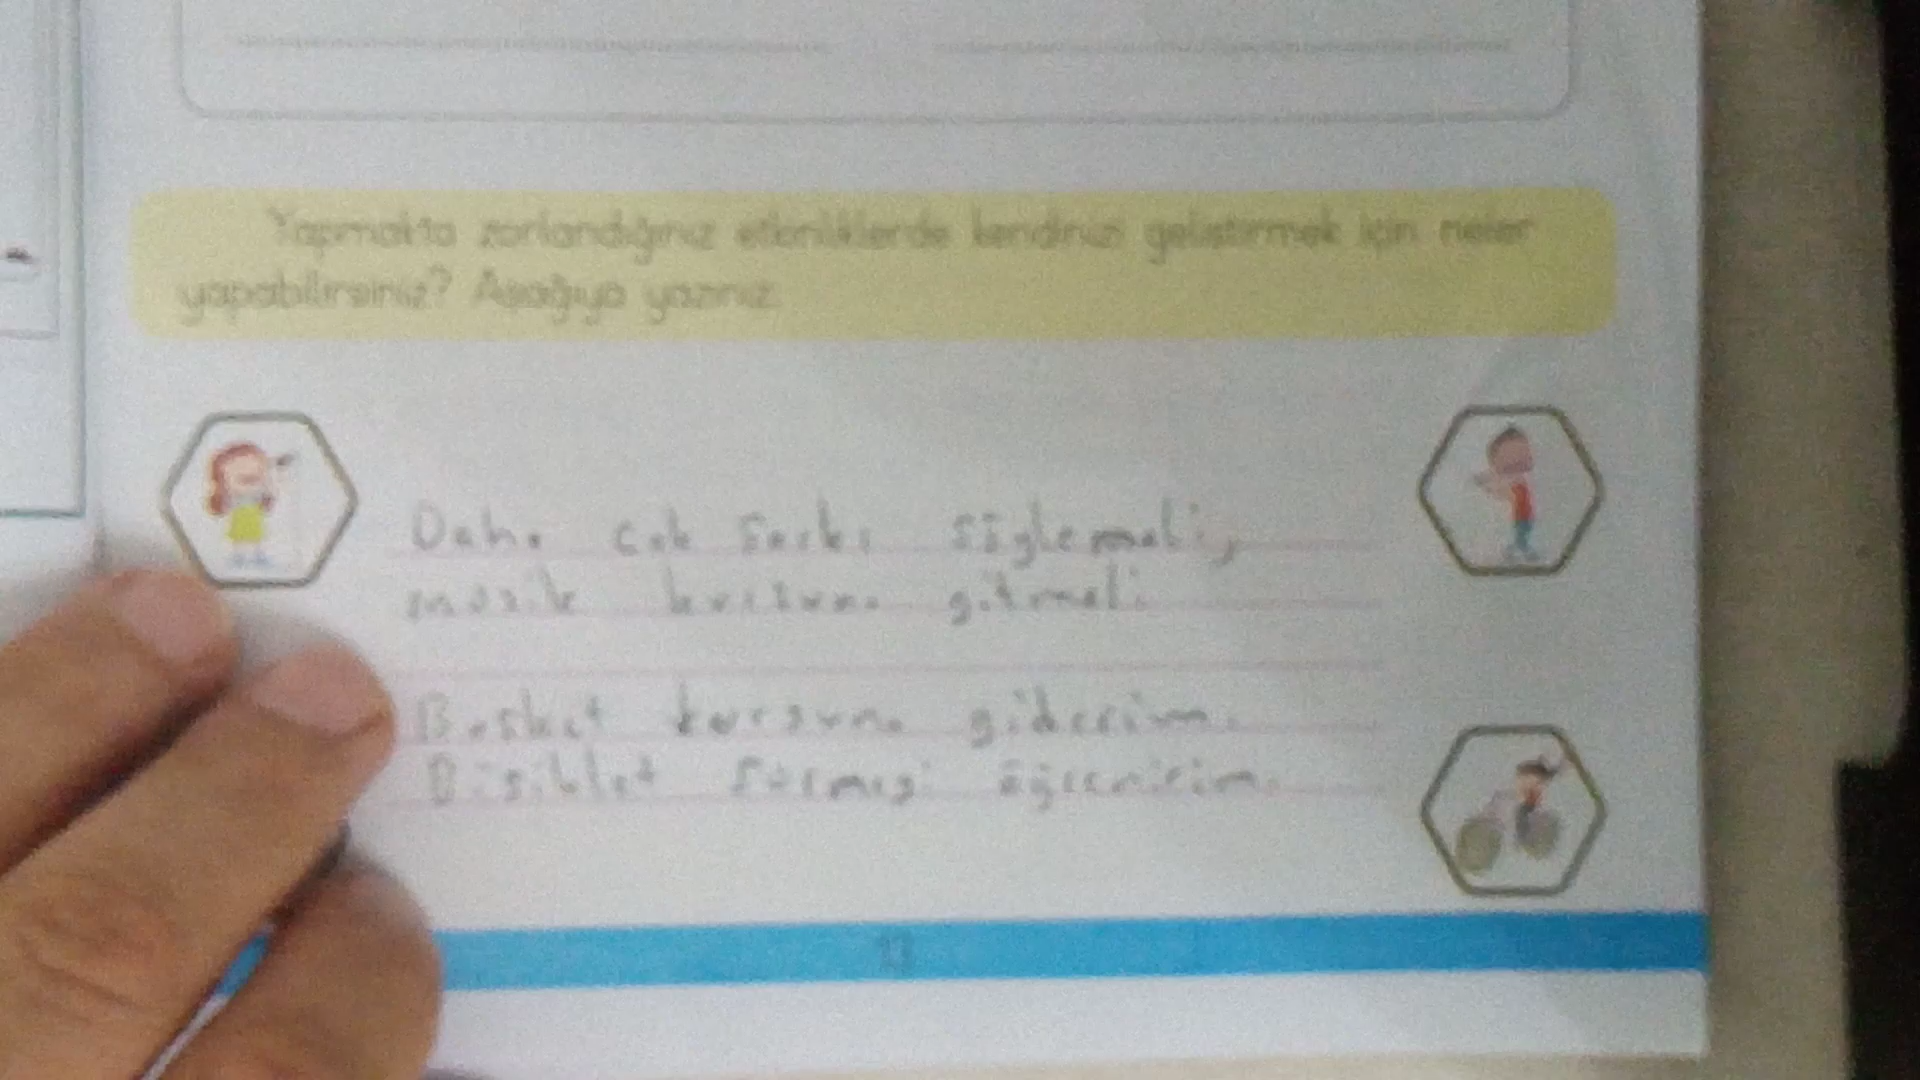 Yapmakta zorlandığınız etkinliklerde kendinizi geliştirmek için neler
yapabilirsiniz? Aşağıya yazınız.
Daha çok şarkı söylemeli,
müzik kursuna gitmeli
Basket kursuna giderim.
Bisiklet sürmeyi öğrenirim.